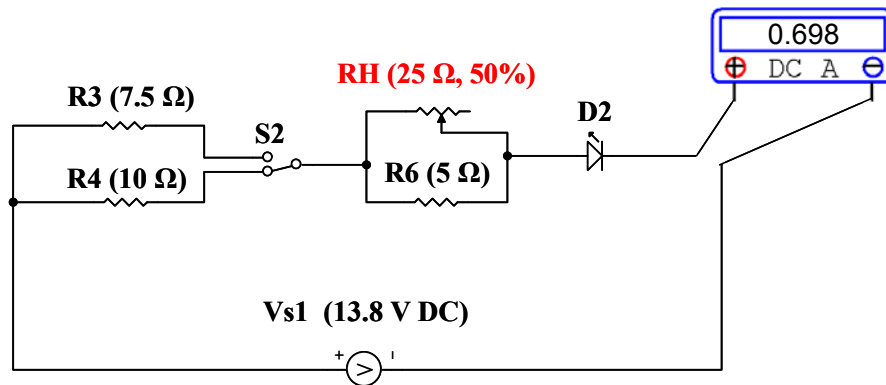 0.698
DC A
RH (25 Ω, 50%)
R3 (7.5 Ω)
S2
D2
R4 (10 Ω)
R6 (5 Ω)
Vs1 (13.8 V DC)
+ -